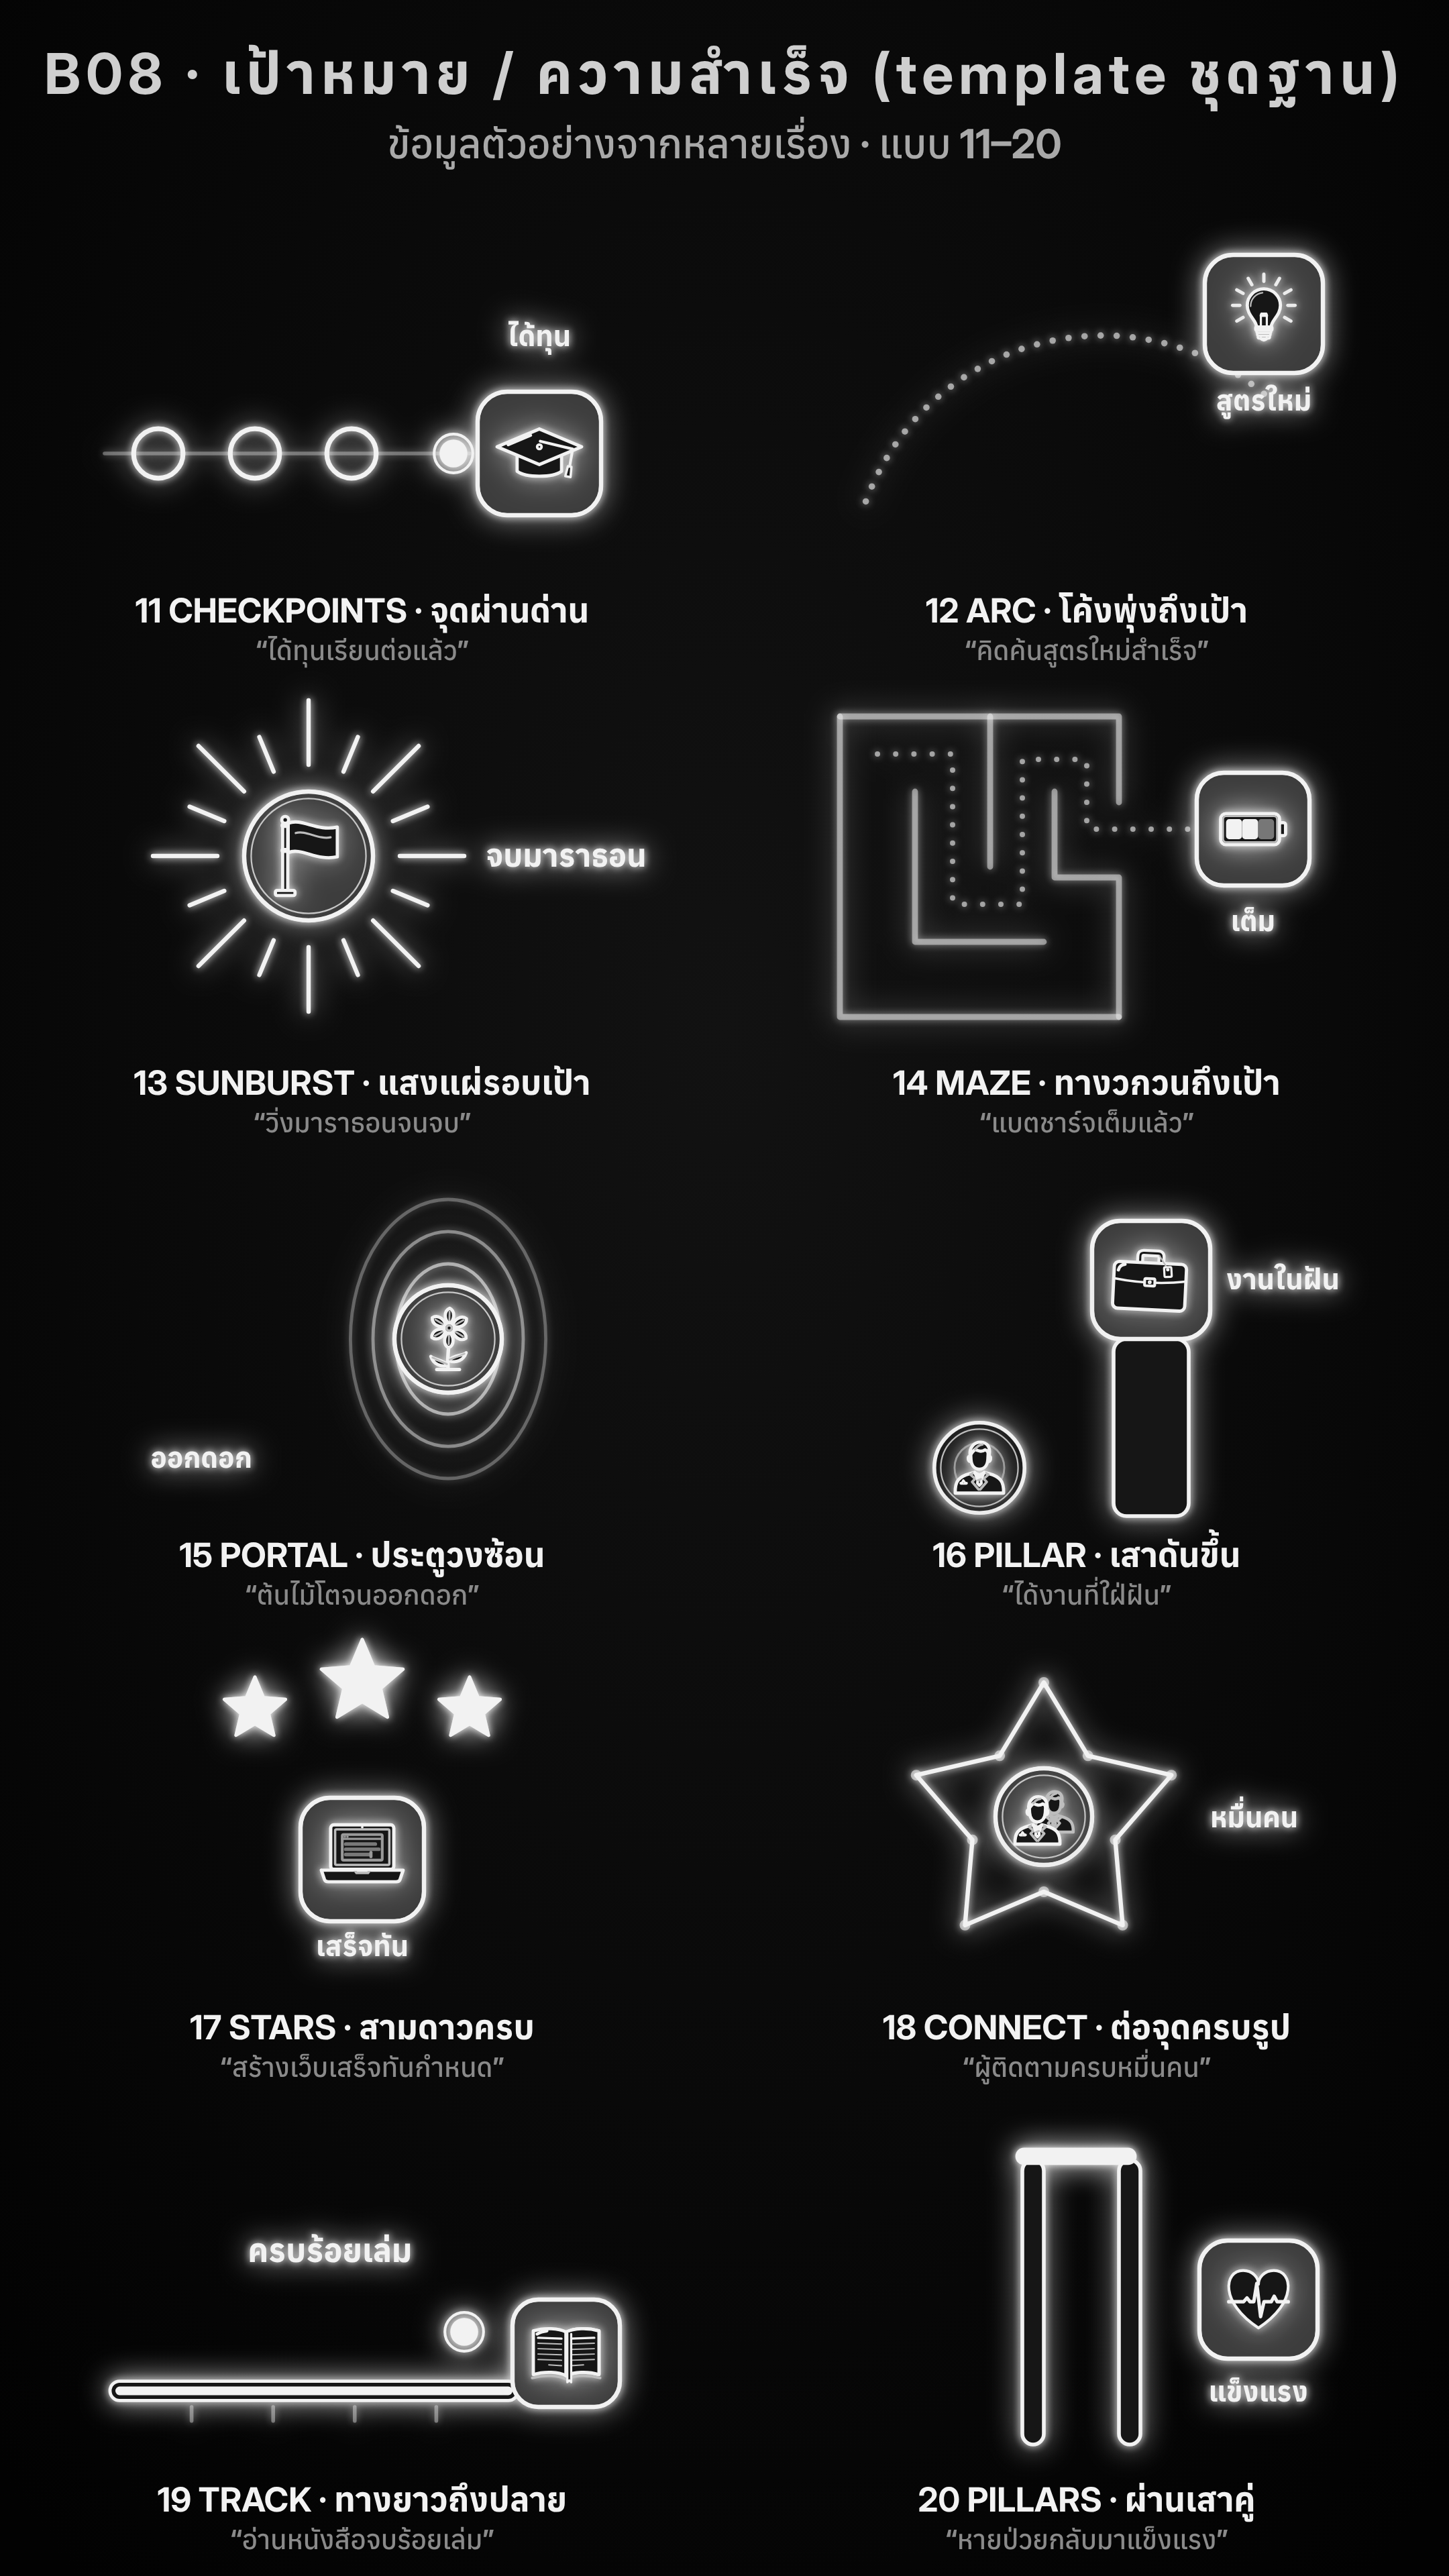 B08 · เป้าหมาย / ความสำเร็จ (template ชุดฐาน)
ข้อมูลตัวอย่างจากหลายเรื่อง · แบบ 11–20
ได้ทุน
สูตรใหม่
11 CHECKPOINTS · จุดผ่านด่าน
“ได้ทุนเรียนต่อแล้ว”
12 ARC · โค้งพุ่งถึงเป้า
“คิดค้นสูตรใหม่สำเร็จ”
จบมาราธอน
เต็ม
13 SUNBURST · แสงแผ่รอบเป้า
“วิ่งมาราธอนจนจบ”
14 MAZE · ทางวกวนถึงเป้า
“แบตชาร์จเต็มแล้ว”
ออกดอก
งานในฝัน
15 PORTAL · ประตูวงซ้อน
“ต้นไม้โตจนออกดอก”
16 PILLAR · เสาดันขึ้น
“ได้งานที่ใฝ่ฝัน”
เสร็จทัน
หมื่นคน
17 STARS · สามดาวครบ
“สร้างเว็บเสร็จทันกำหนด”
18 CONNECT · ต่อจุดครบรูป
“ผู้ติดตามครบหมื่นคน”
ครบร้อยเล่ม
แข็งแรง
19 TRACK · ทางยาวถึงปลาย
“อ่านหนังสือจบร้อยเล่ม”
20 PILLARS · ผ่านเสาคู่
“หายป่วยกลับมาแข็งแรง”